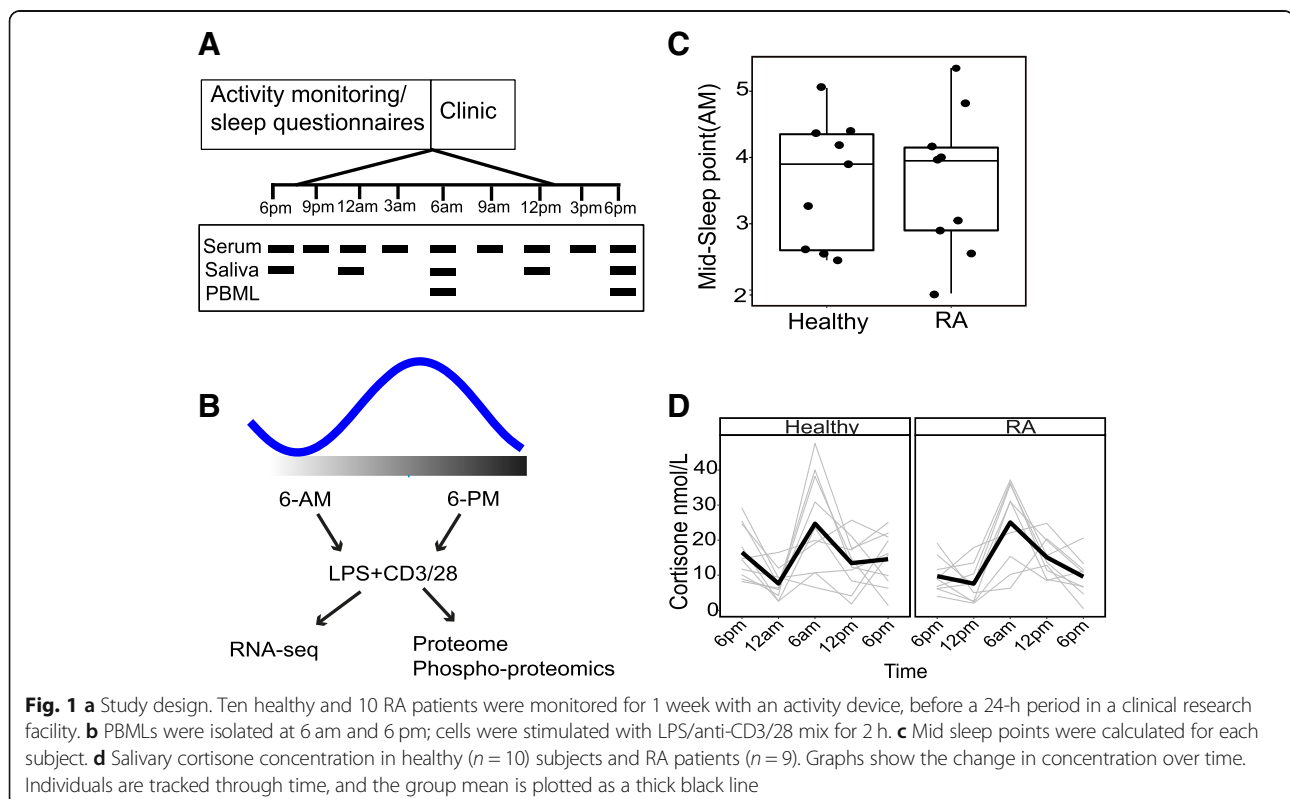 A
Activity monitoring/
sleep questionnaires
Clinic
6pm 9pm 12am 3am 6am 9am 12pm 3pm 6pm
Serum
Saliva
PBML
B
6-AM 6-PM
LPS+CD3/28
RNA-seq
Proteome
Phospho-proteomics
C
Mid-Sleep point(AM)
5
4
3
2
Healthy RA
D
Healthy RA
Cortisone nmol/L
40
30
20
10
0
6pm 12am 6am 12pm 6pm 6pm 12pm 6am 12pm 6pm
Time
Fig. 1 a Study design. Ten healthy and 10 RA patients were monitored for 1 week with an activity device, before a 24-h period in a clinical research
facility. b PBMLs were isolated at 6 am and 6 pm; cells were stimulated with LPS/anti-CD3/28 mix for 2 h. c Mid sleep points were calculated for each
subject. d Salivary cortisone concentration in healthy (n = 10) subjects and RA patients (n = 9). Graphs show the change in concentration over time.
Individuals are tracked through time, and the group mean is plotted as a thick black line